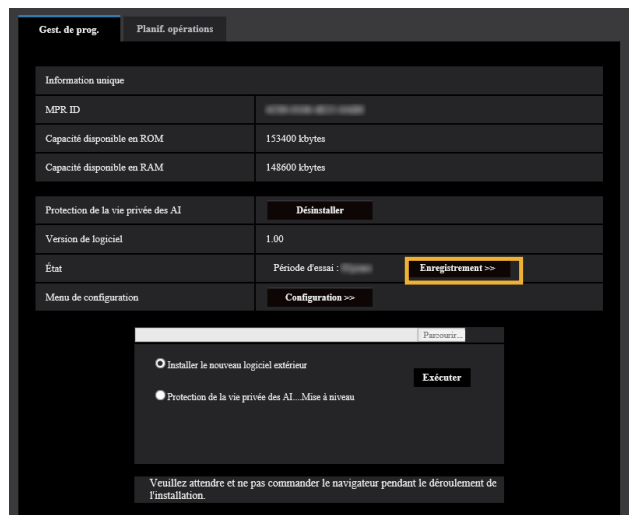 Gest. de prog.
Planif. opérations
Information unique
MPR ID
Capacité disponible en ROM
153400 kbytes
Capacité disponible en RAM
148600 kbytes
Protection de la vie privée des AI
Désinstaller
Version de logiciel
1.00
État
Période d'essai :
Enregistrement >>
Menu de configuration
Configuration >>
Parcourir...
Installer le nouveau logiciel extérieur
Exécuter
Protection de la vie privée des AI....Mise à niveau
Veuillez attendre et ne pas commander le navigateur pendant le déroulement de
l'installation.